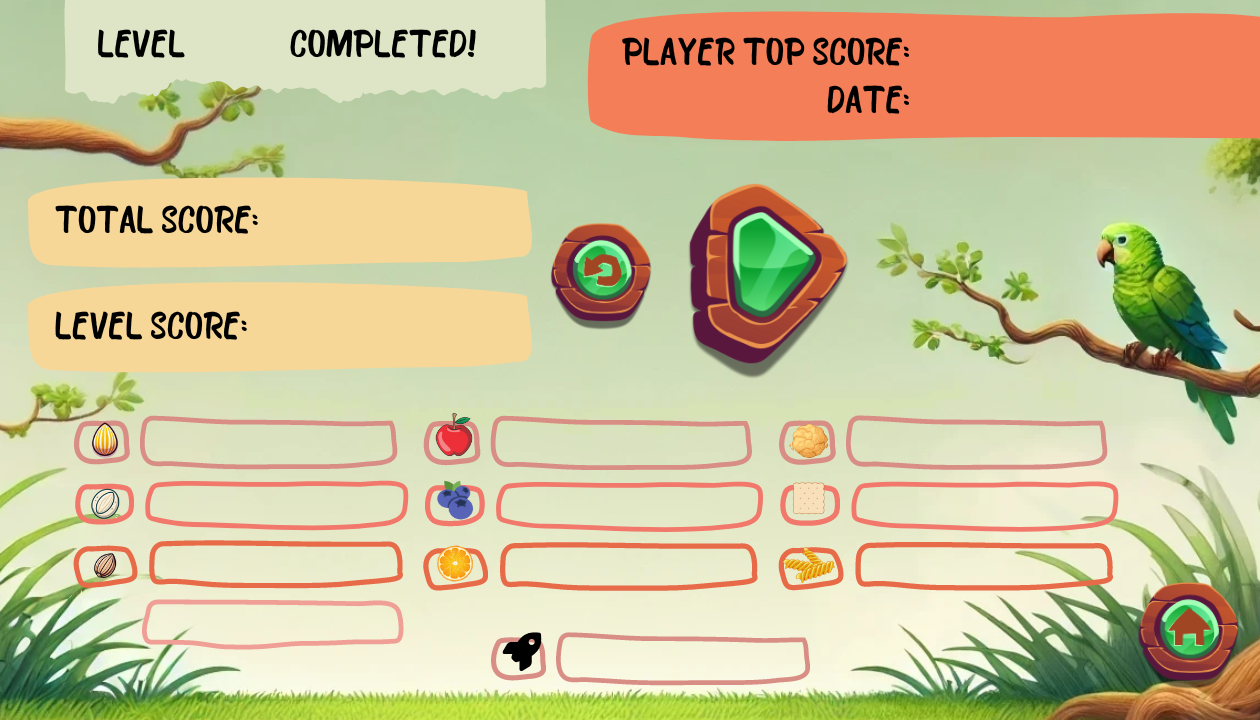 LEVEL COMPLETED!
PLAYER TOP SCORE:
DATE:
TOTAL SCORE:
LEVEL SCORE: